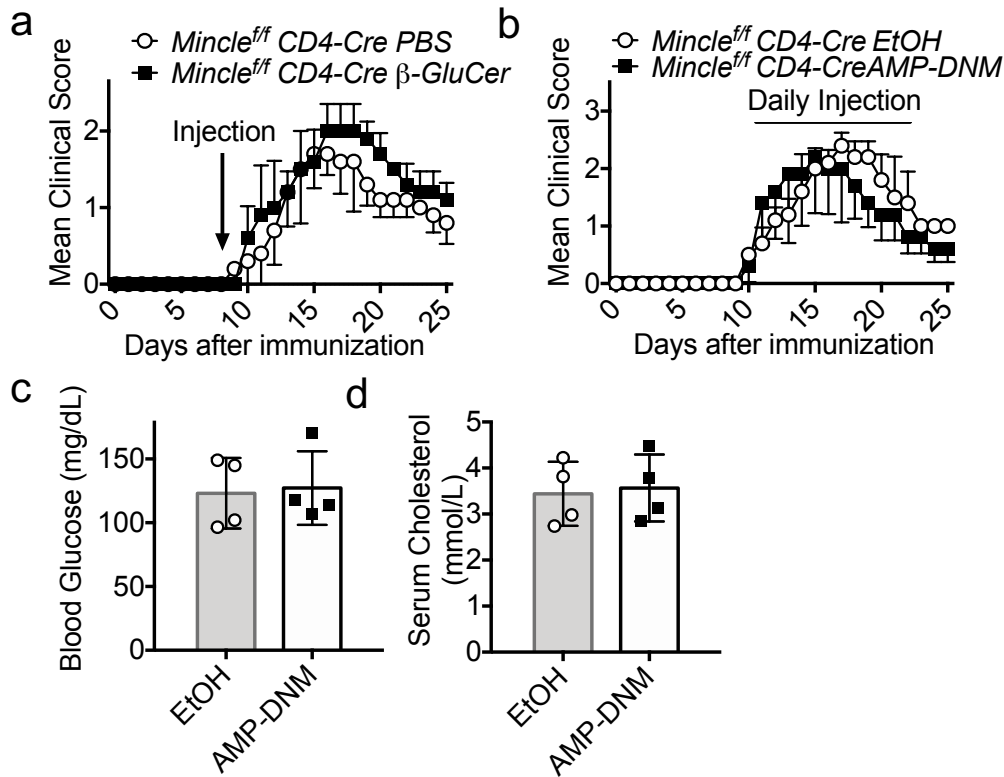 a
Mincle^f/f CD4-Cre PBS
Mincle^f/f CD4-Cre β-GluCer
Mean Clinical Score
Injection
2
1
0
0 5 10 15 20 25
Days after immunization
b
Mincle^f/f CD4-Cre EtOH
Mincle^f/f CD4-CreAMP-DNM
Daily Injection
Mean Clinical Score
3
2
1
0
0 5 10 15 20 25
Days after immunization
c
Blood Glucose (mg/dL)
150
100
50
0
EtOH
AMP-DNM
d
Serum Cholesterol
(mmol/L)
5
4
3
2
1
0
EtOH
AMP-DNM